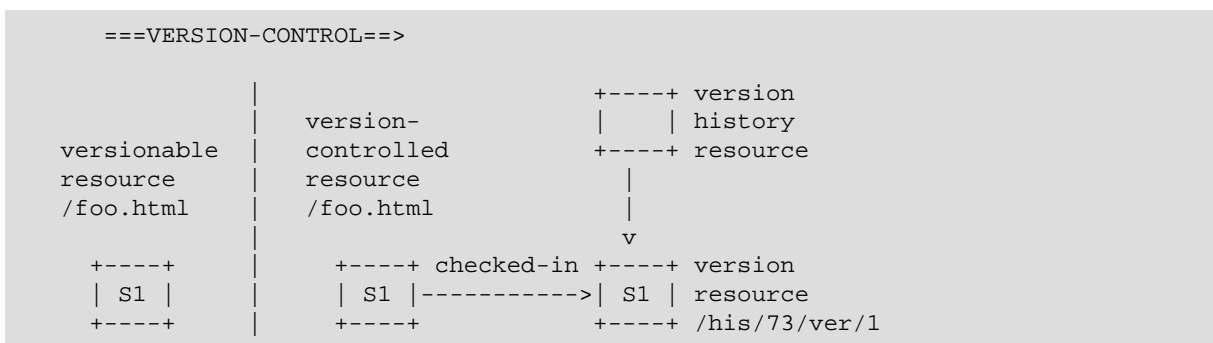 ===VERSION-CONTROL==>
| +----+ version
| version- | | history
versionable | controlled +----+ resource
resource | resource |
/foo.html | /foo.html |
| v
+----+ | +----+ checked-in +----+ version
| S1 | | | S1 |----------->| S1 | resource
+----+ | +----+ +----+ /his/73/ver/1